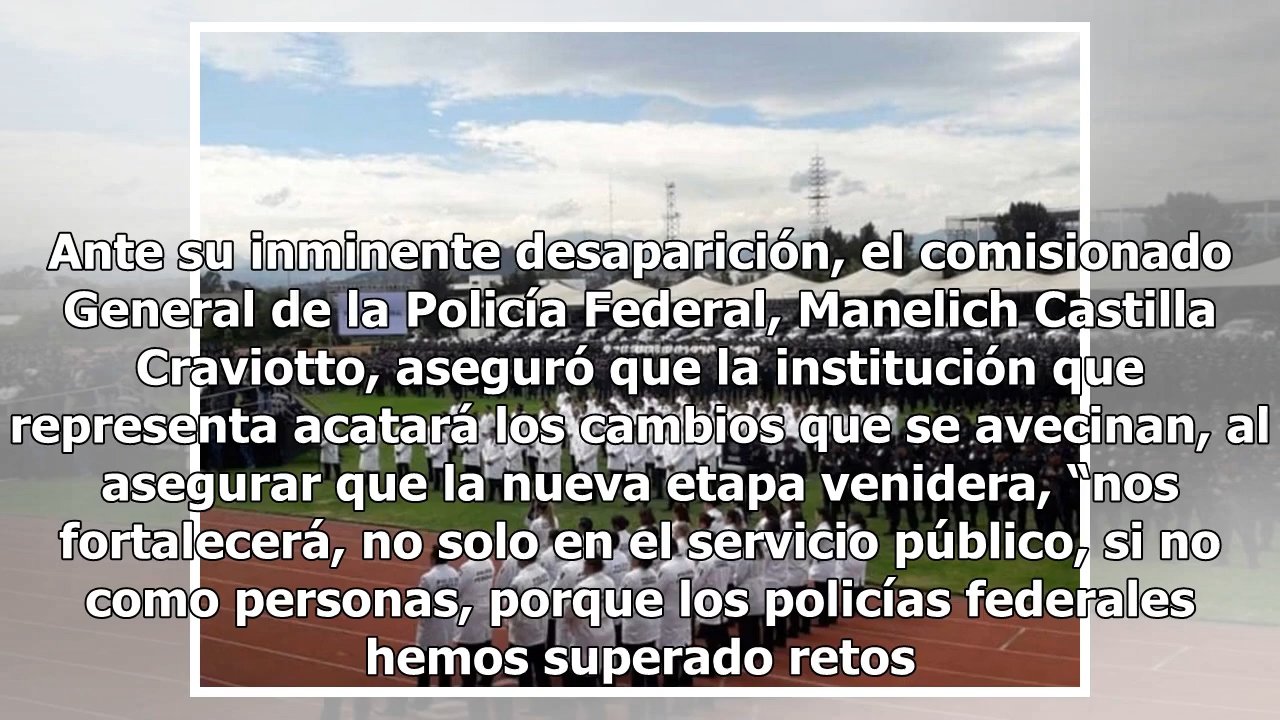 Ante su inminente desaparición, el comisionado
General de la Policía Federal, Manelich Castilla
Craviotto, aseguró que la institución que
representa acatará los cambios que se avecinan, al
asegurar que la nueva etapa venidera, “nos
fortalecerá, no solo en el servicio público, si no
como personas, porque los policías federales
hemos superado retos